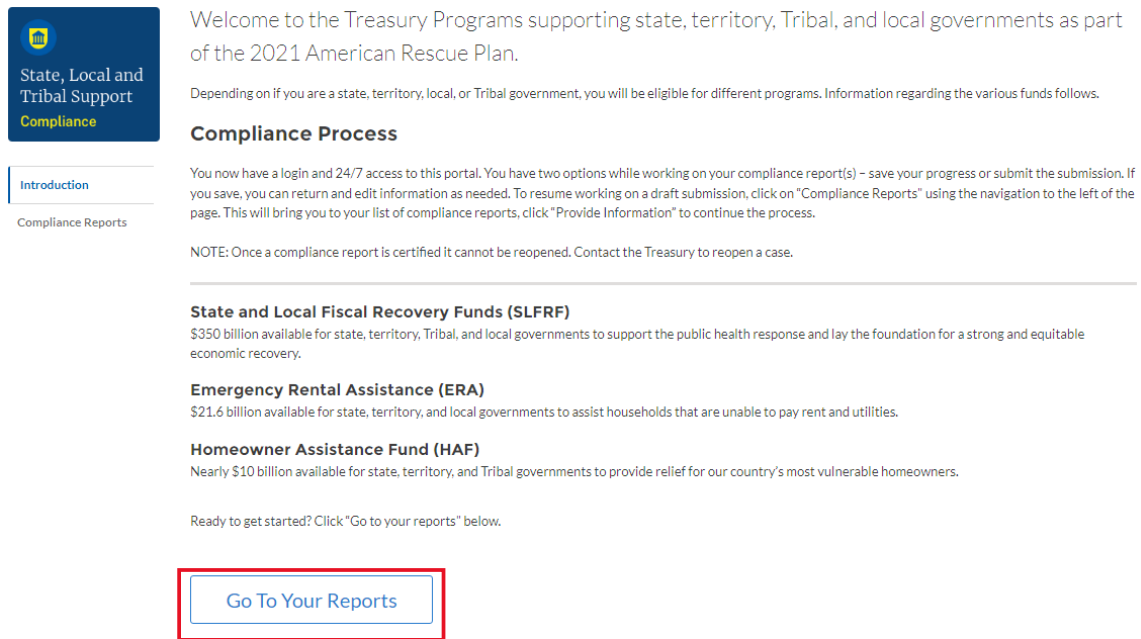 State, Local and
Tribal Support
Compliance
Introduction
Compliance Reports
Welcome to the Treasury Programs supporting state, territory, Tribal, and local governments as part
of the 2021 American Rescue Plan.
Depending on if you are a state, territory, local, or Tribal government, you will be eligible for different programs. Information regarding the various funds follows.
Compliance Process
You now have a login and 24/7 access to this portal. You have two options while working on your compliance report(s) – save your progress or submit the submission. If
you save, you can return and edit information as needed. To resume working on a draft submission, click on "Compliance Reports" using the navigation to the left of the
page. This will bring you to your list of compliance reports, click "Provide Information" to continue the process.
NOTE: Once a compliance report is certified it cannot be reopened. Contact the Treasury to reopen a case.
State and Local Fiscal Recovery Funds (SLFRF)
$350 billion available for state, territory, Tribal, and local governments to support the public health response and lay the foundation for a strong and equitable
economic recovery.
Emergency Rental Assistance (ERA)
$21.6 billion available for state, territory, and local governments to assist households that are unable to pay rent and utilities.
Homeowner Assistance Fund (HAF)
Nearly $10 billion available for state, territory, and Tribal governments to provide relief for our country's most vulnerable homeowners.
Ready to get started? Click "Go to your reports" below.
Go To Your Reports